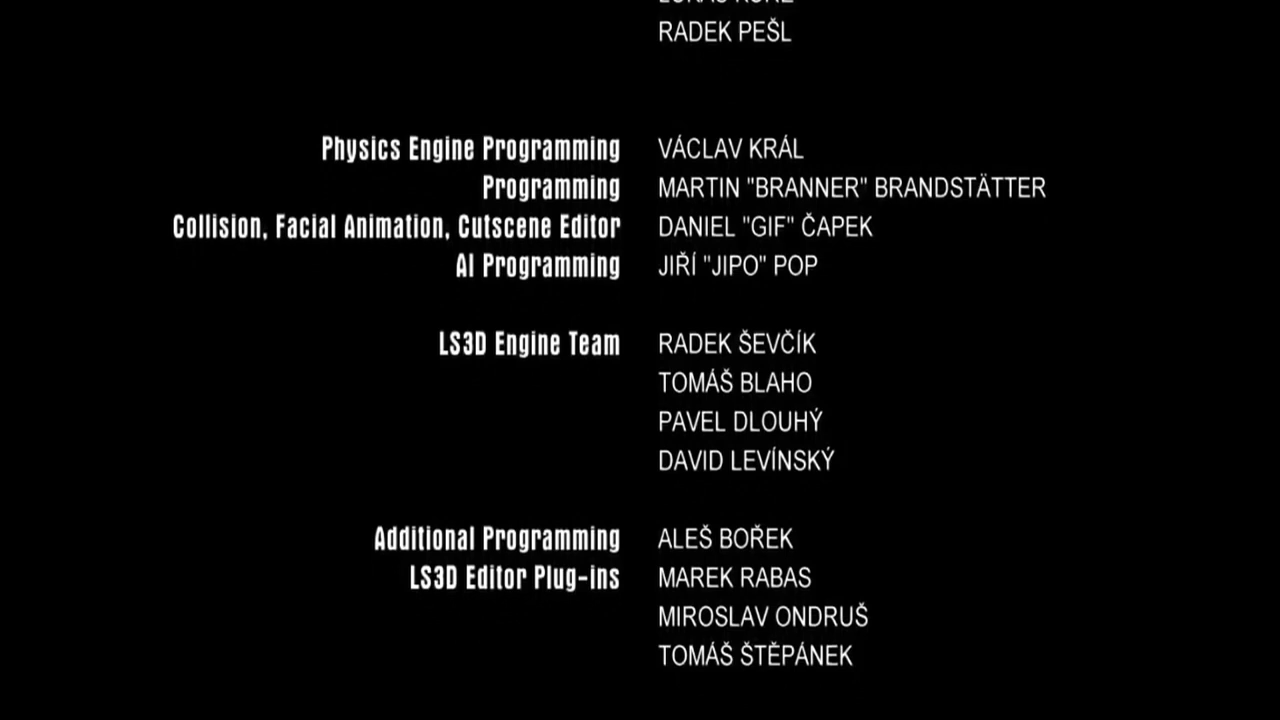 RADEK PEŠL
Physics Engine Programming VÁCLAV KRÁL
Programming MARTIN "BRANNER" BRANDSTÄTTER
Collision, Facial Animation, Cutscene Editor DANIEL "GIF" ČAPEK
AI Programming JIŘÍ "JIPO" POP
LS3D Engine Team RADEK ŠEVČÍK
TOMÁŠ BLAHO
PAVEL DLOUHÝ
DAVID LEVÍNSKÝ
Additional Programming ALEŠ BOŘEK
LS3D Editor Plug-ins MAREK RABAS
MIROSLAV ONDRUŠ
TOMÁŠ ŠTĚPÁNEK